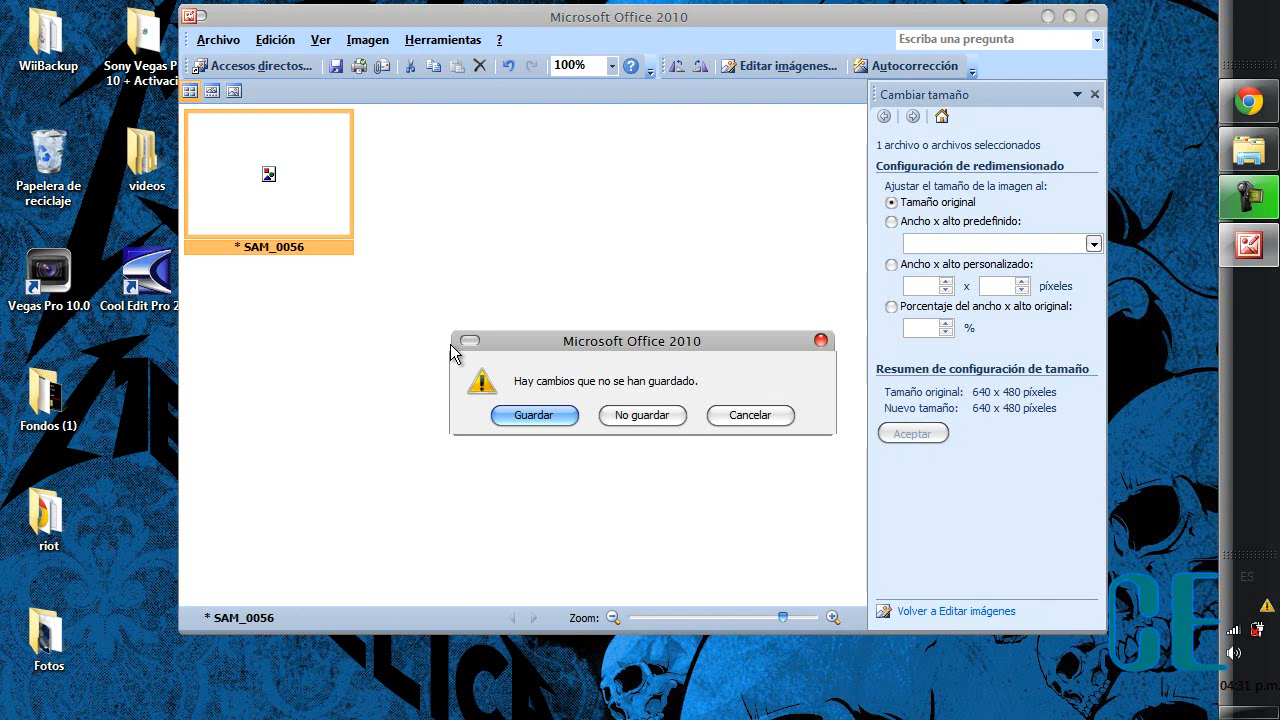 WiiBackup
Sony Vegas P
10 + Activaci
Papelera de
reciclaje
videos
Vegas Pro 10.0
Cool Edit Pro 2
Fondos (1)
riot
Fotos
Microsoft Office 2010
Archivo Edición Ver Imagen Herramientas ?
Escriba una pregunta
Accesos directos...
100%
Editar imágenes...
Autocorrección
* SAM_0056
Cambiar tamaño
1 archivo o archivos seleccionados
Configuración de redimensionado
Ajustar el tamaño de la imagen al:
Tamaño original
Ancho x alto predefinido:
Ancho x alto personalizado:
x píxeles
Porcentaje del ancho x alto original:
%
Resumen de configuración de tamaño
Tamaño original: 640 x 480 píxeles
Nuevo tamaño: 640 x 480 píxeles
Aceptar
Volver a Editar imágenes
Microsoft Office 2010
Hay cambios que no se han guardado.
Guardar No guardar Cancelar
* SAM_0056
Zoom:
ES
CE
04:31 p.m.